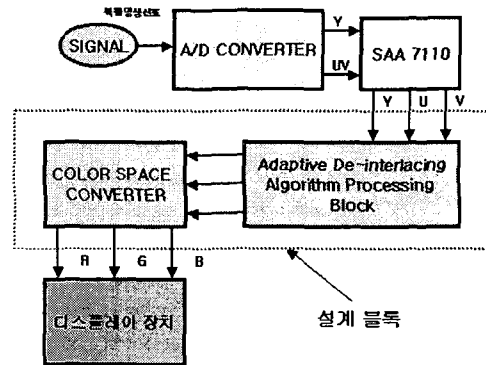 SIGNAL
A/D CONVERTER
Y
UV
SAA 7110
Y U V
COLOR SPACE
CONVERTER
Adaptive De-interlacing
Algorithm Processing
Block
R G B
디스플레이 장치
설계 블록